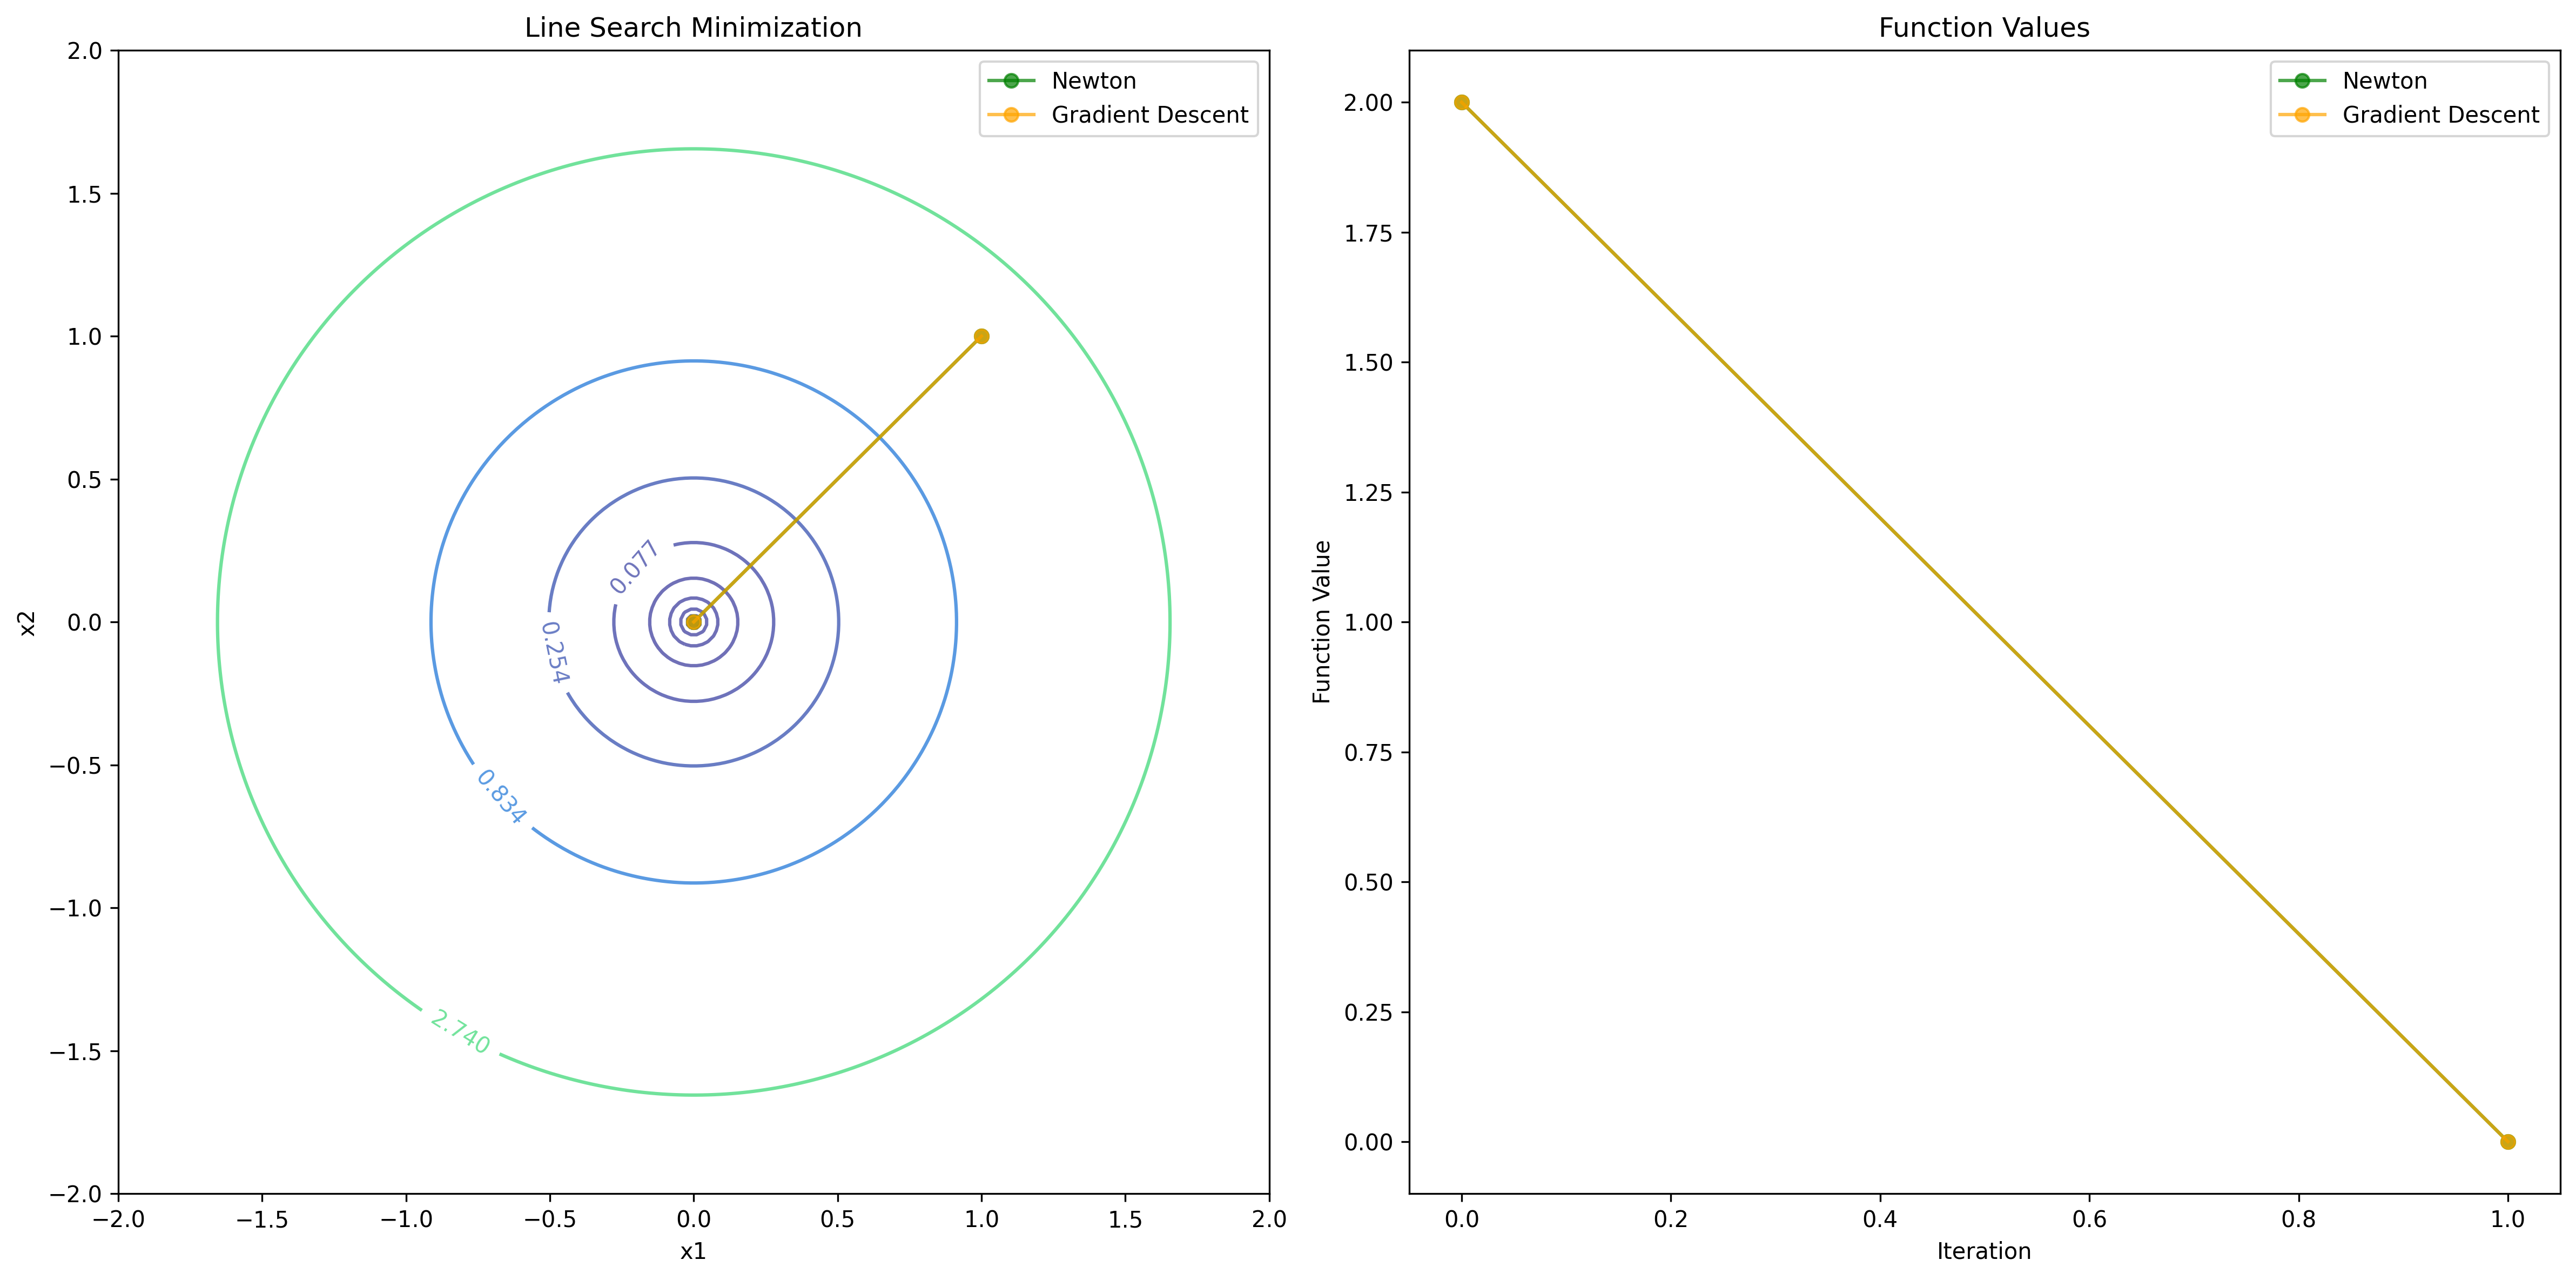 Line Search Minimization
Newton
Gradient Descent
2.0
1.5
1.0
0.5
0.0
−0.5
−1.0
−1.5
−2.0
x2
0.077
0.254
0.834
2.740
−2.0 −1.5 −1.0 −0.5 0.0 0.5 1.0 1.5 2.0
x1
Function Values
Newton
Gradient Descent
2.00
1.75
1.50
1.25
1.00
0.75
0.50
0.25
0.00
Function Value
0.0 0.2 0.4 0.6 0.8 1.0
Iteration